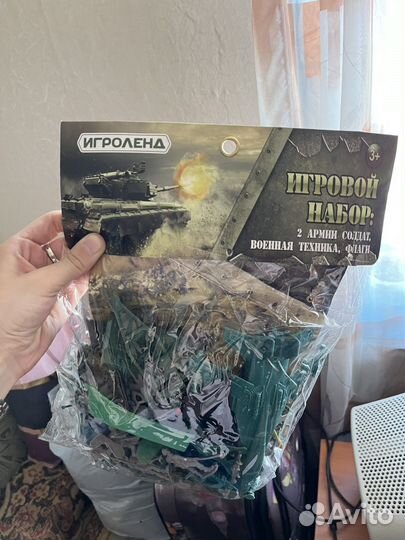 ИГРОЛЕНД
3+
ИГРОВОЙ
НАБОР:
2 АРМИИ СОЛДАТ,
ВОЕННАЯ ТЕХНИКА, ФЛАГИ
Avito